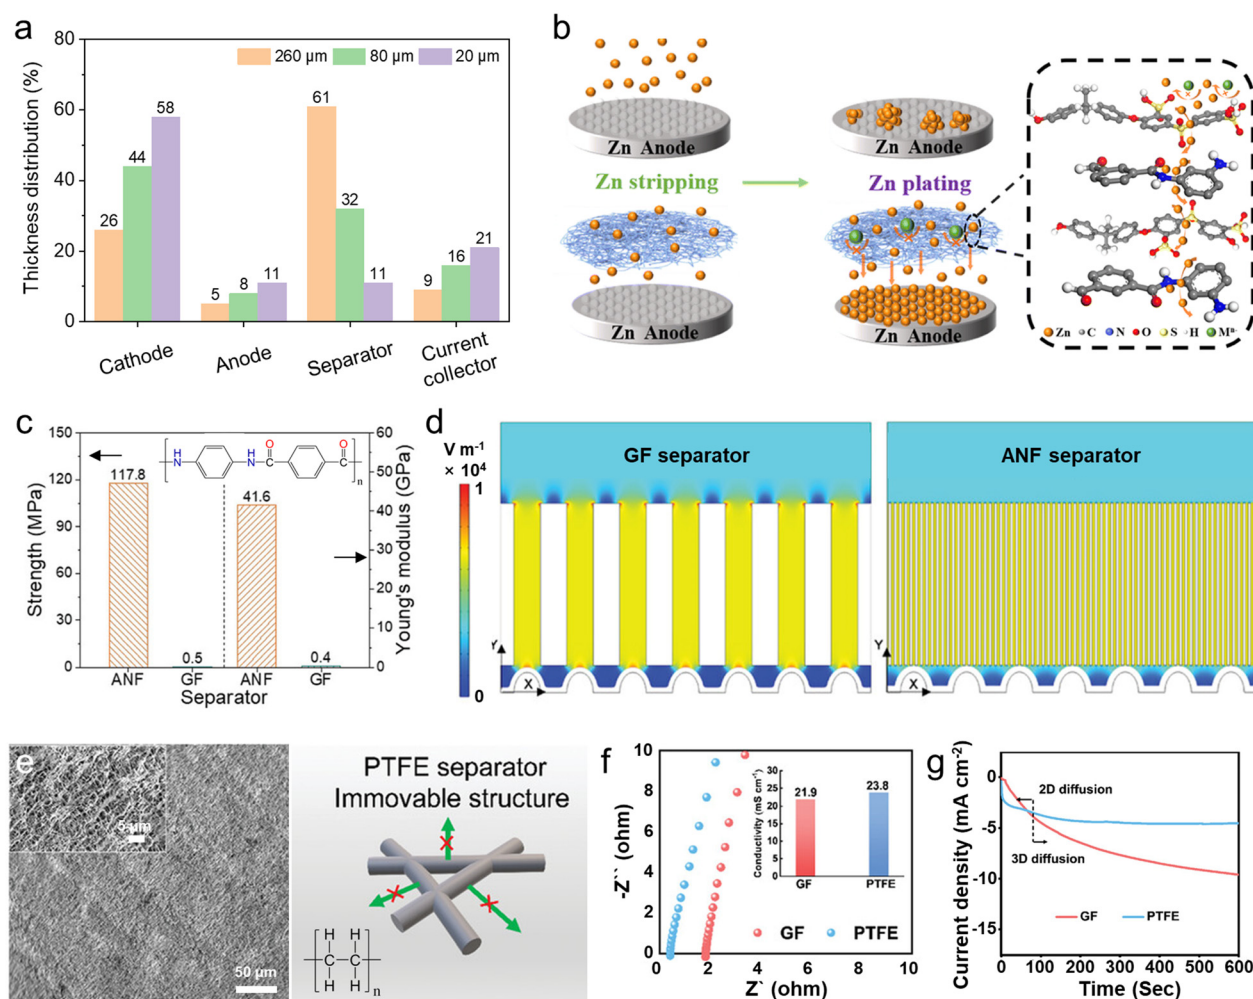 a
80
60
40
20
0
Thickness distribution (%)
260 μm 80 μm 20 μm
26 44 58
5 8 11
61 32 11
9 16 21
Cathode Anode Separator Current
collector
b
Zn Anode
Zn Anode
Zn stripping
Zn plating
Zn Anode
Zn Anode
Zn C N O S H
c
150
120
90
60
30
0
Strength (MPa)
60
50
40
30
20
10
0
Young's modulus (GPa)
NH NH O O
C C n
117.8 0.5 41.6 0.4
ANF GF ANF GF
Separator
d
V m⁻¹
× 10⁴
1
0
GF separator
Y
X
ANF separator
Y
X
e
5 μm
50 μm
PTFE separator
Immovable structure
H H
C C
H H n
f
10
8
6
4
2
0
-Z`` (ohm)
0 2 4 6 8 10
Z` (ohm)
GF PTFE
30
25
20
15
10
5
0
Conductivity (mS cm⁻¹)
21.9 23.8
GF PTFE
g
0
-5
-10
-15
Current density (mA cm⁻²)
2D diffusion
3D diffusion
GF PTFE
0 100 200 300 400 500 600
Time (Sec)